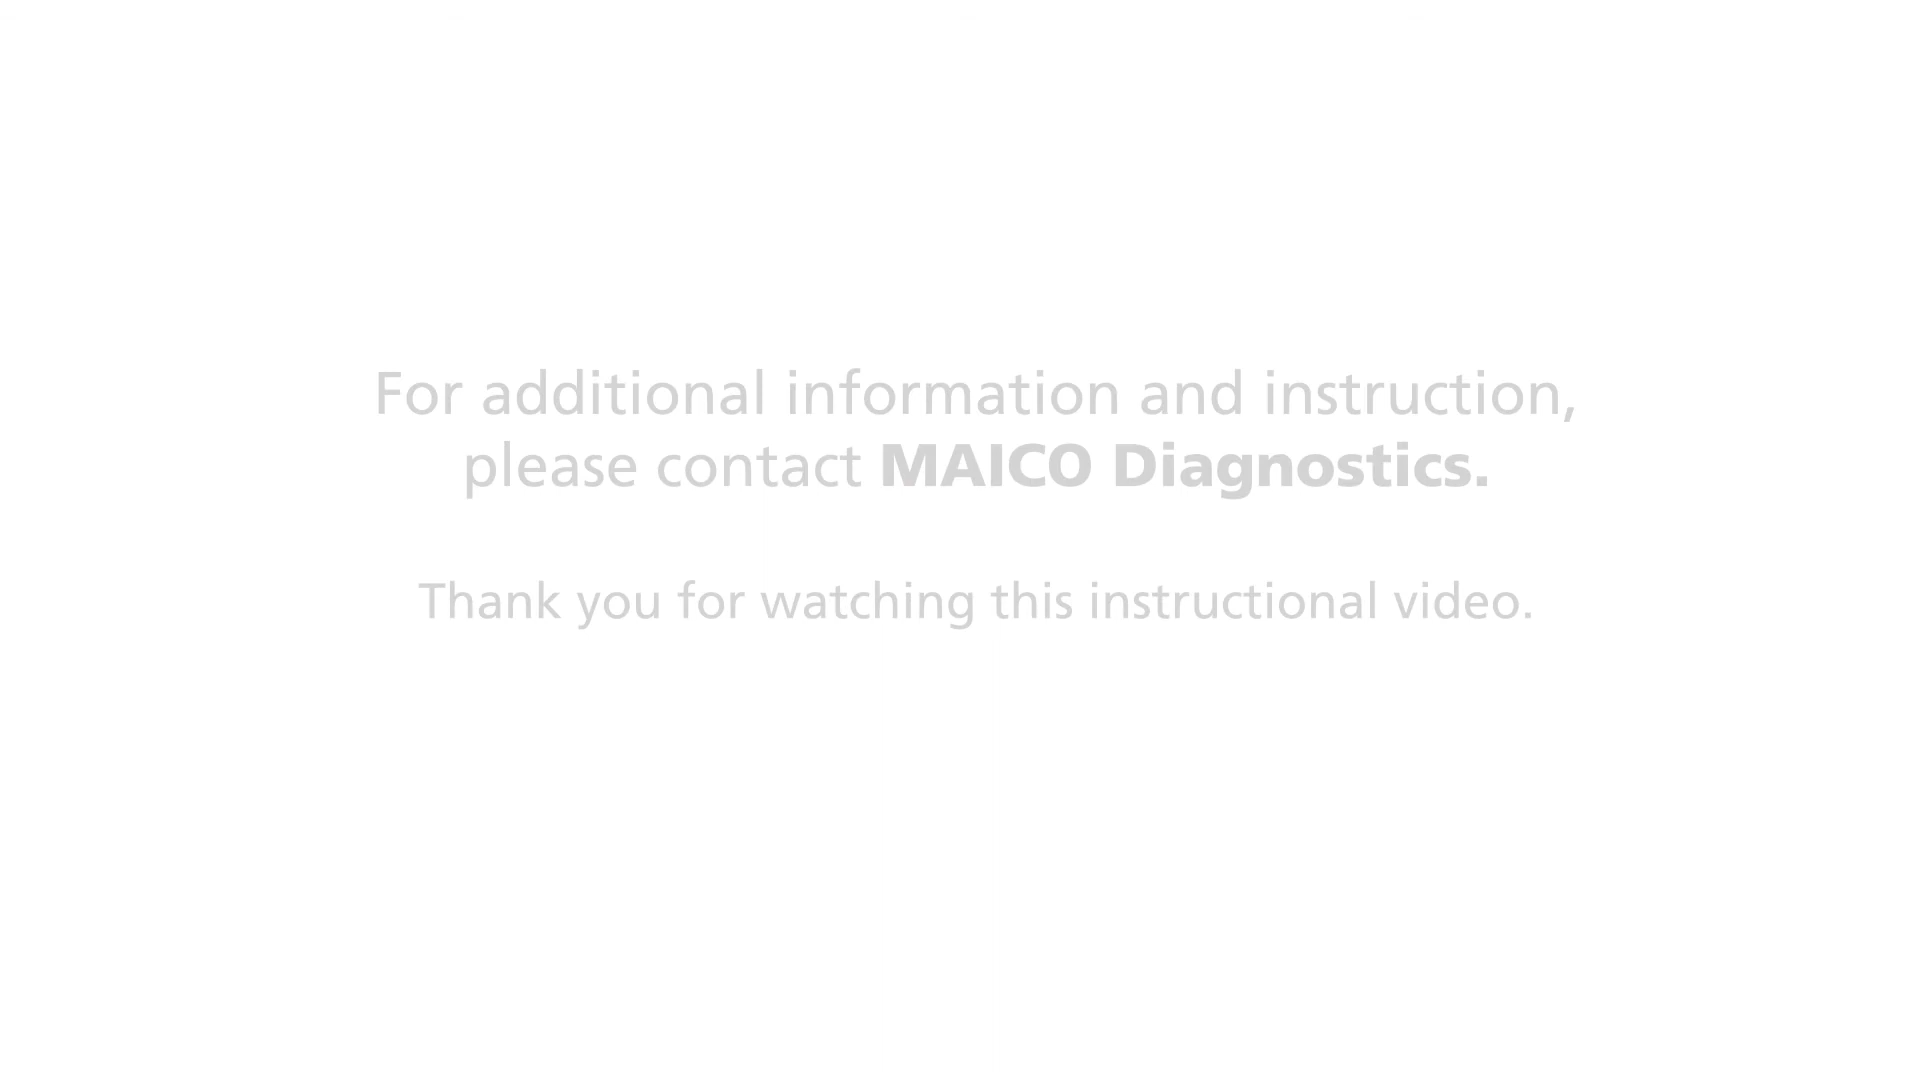 For additional information and instruction,
please contact MAICO Diagnostics.
Thank you for watching this instructional video.